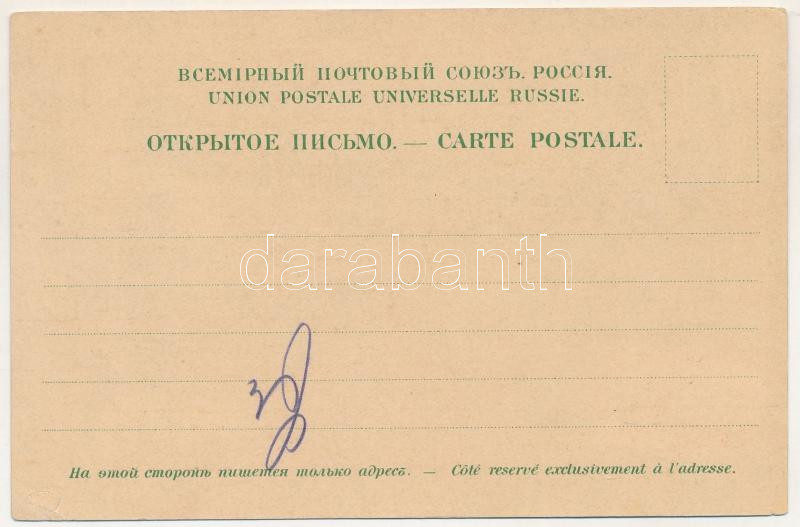 ВСЕМІРНЫЙ ПОЧТОВЫЙ СОЮЗЪ. РОССІЯ.
UNION POSTALE UNIVERSELLE RUSSIE.
ОТКРЫТОЕ ПИСЬМО. — CARTE POSTALE.
darabanth
На этой сторонѣ пишется только адресъ. — Côté reservé exclusivement à l'adresse.